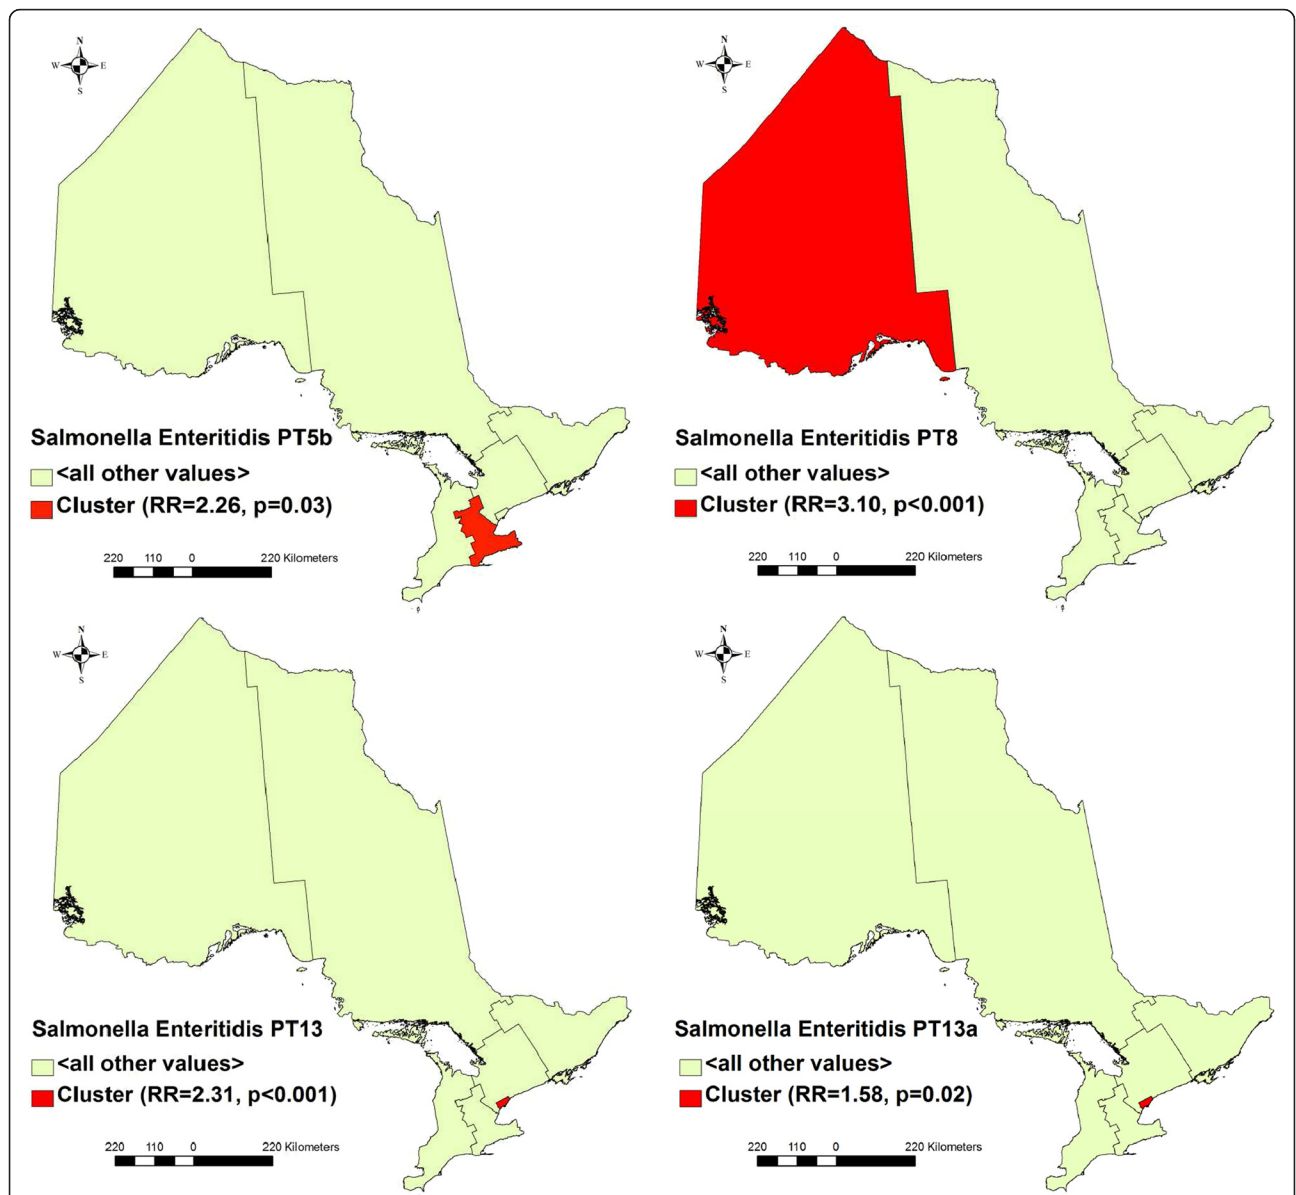 N
W E
S
Salmonella Enteritidis PT5b
<all other values>
Cluster (RR=2.26, p=0.03)
220 110 0 220 Kilometers
N
W E
S
Salmonella Enteritidis PT8
<all other values>
Cluster (RR=3.10, p<0.001)
220 110 0 220 Kilometers
N
W E
S
Salmonella Enteritidis PT13
<all other values>
Cluster (RR=2.31, p<0.001)
220 110 0 220 Kilometers
N
W E
S
Salmonella Enteritidis PT13a
<all other values>
Cluster (RR=1.58, p=0.02)
220 110 0 220 Kilometers